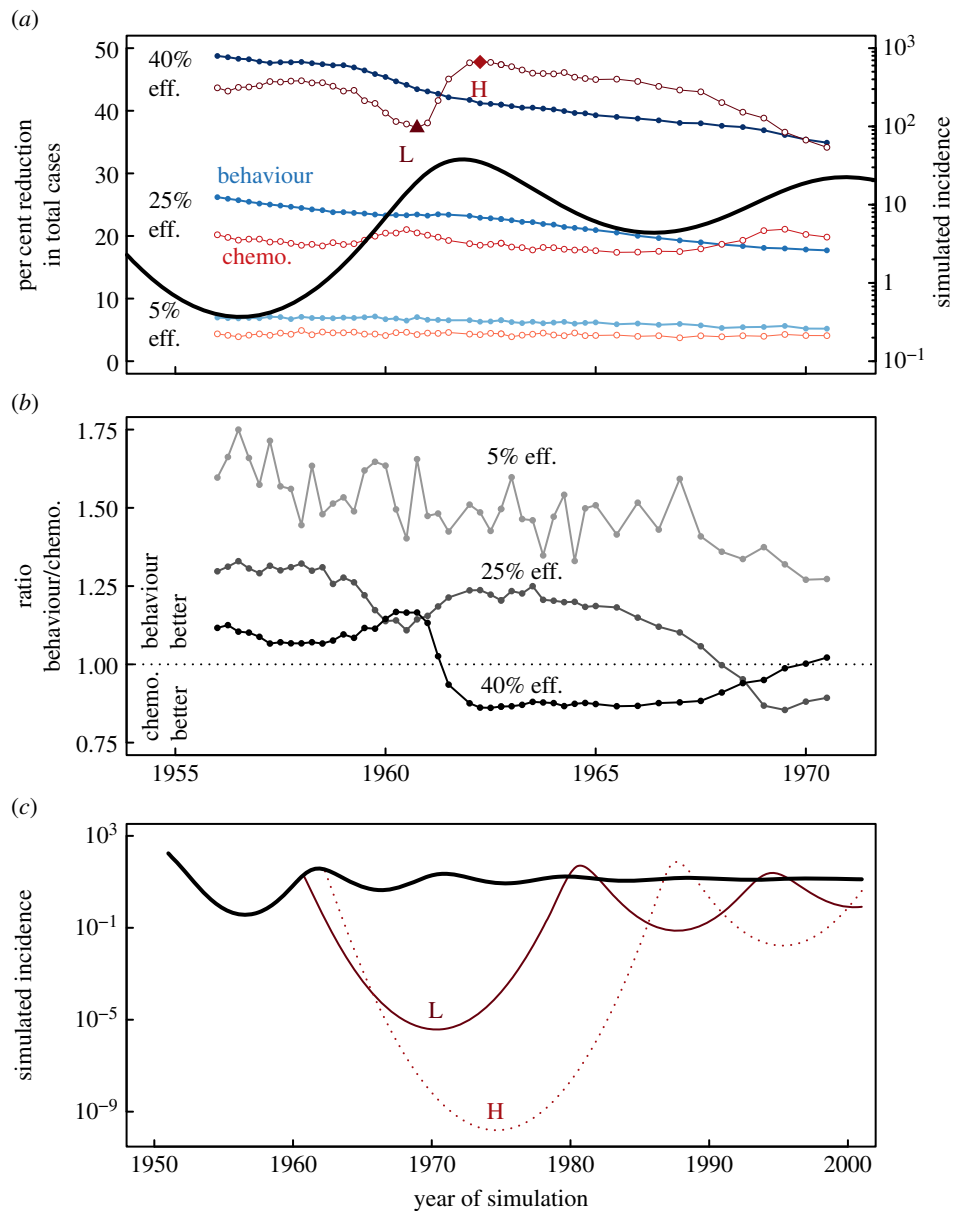 (a)
50
40
30
20
10
0
per cent reduction
in total cases
40%
eff.
25%
eff.
5%
eff.
behaviour
chemo.
L
H
10³
10²
10
1
10⁻¹
simulated incidence
(b)
1.75
1.50
1.25
1.00
0.75
ratio
behaviour/chemo.
behaviour
better
chemo.
better
5% eff.
25% eff.
40% eff.
1955
1960
1965
1970
(c)
10³
10⁻¹
10⁻⁵
10⁻⁹
simulated incidence
L
H
1950
1960
1970
1980
1990
2000
year of simulation